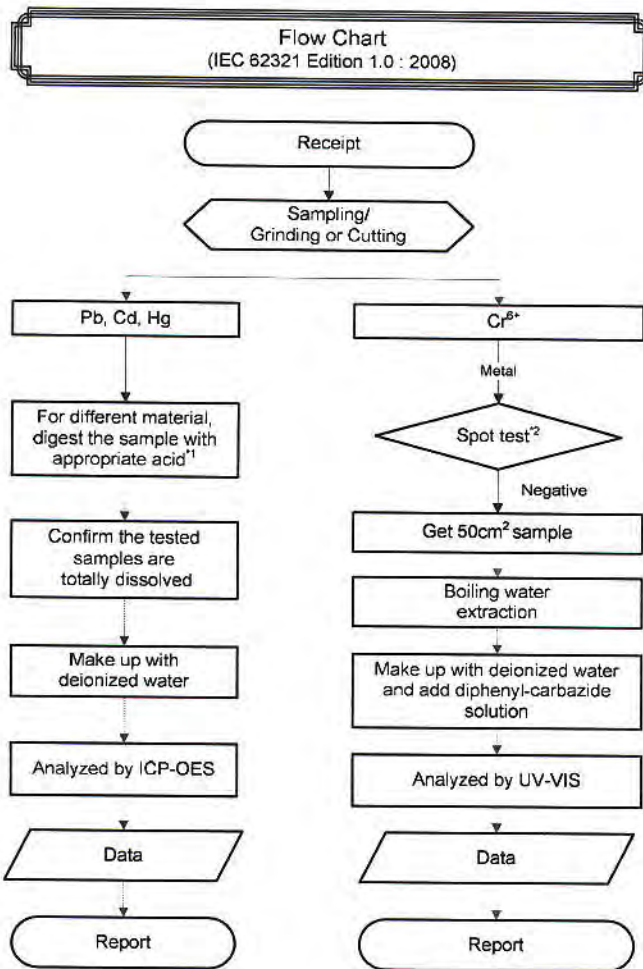 Flow Chart
(IEC 62321 Edition 1.0 : 2008)
Receipt
Sampling/
Grinding or Cutting
Pb, Cd, Hg
For different material,
digest the sample with
appropriate acid*1
Confirm the tested
samples are
totally dissolved
Make up with
deionized water
Analyzed by ICP-OES
Data
Report
Cr6+
Metal
Spot test*2
Negative
Get 50cm2 sample
Boiling water
extraction
Make up with deionized water
and add diphenyl-carbazide
solution
Analyzed by UV-VIS
Data
Report